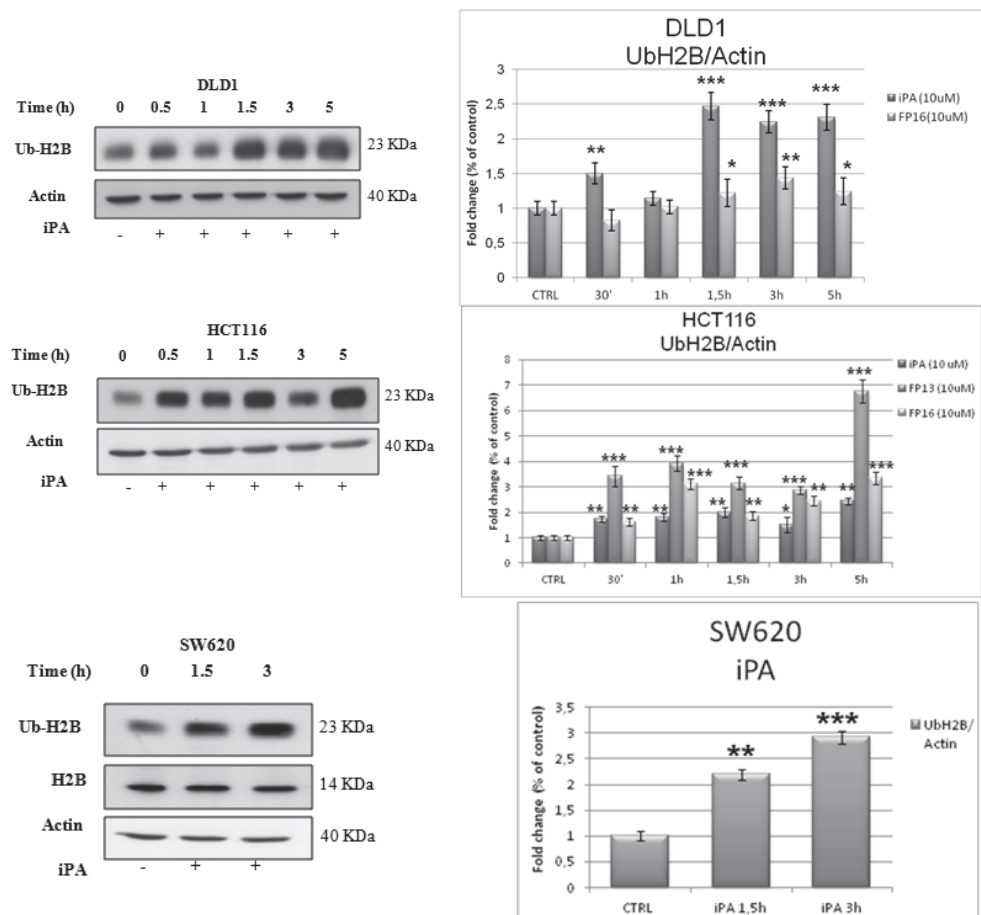 DLD1
Time (h) 0 0.5 1 1.5 3 5
Ub-H2B 23 KDa
Actin 40 KDa
iPA - + + + + +
DLD1
UbH2B/Actin
Fold change (% of control)
3
2,5
2
1,5
1
0,5
0
** *** * *** ** *** *
CTRL 30' 1h 1,5h 3h 5h
iPA (10uM)
FP16(10uM)
HCT116
Time (h) 0 0.5 1 1.5 3 5
Ub-H2B 23 KDa
Actin 40 KDa
iPA - + + + + +
HCT116
UbH2B/Actin
Fold change (% of control)
8
7
6
5
4
3
2
1
0
** *** ** ** *** *** ** *** ** * *** ** ** *** ***
CTRL 30' 1h 1,5h 3h 5h
iPA (10 uM)
FP13 (10uM)
FP16 (10uM)
SW620
Time (h) 0 1.5 3
Ub-H2B 23 KDa
H2B 14 KDa
Actin 40 KDa
iPA - + +
SW620
iPA
Fold change (% of control)
3,5
3
2,5
2
1,5
1
0,5
0
** ***
CTRL iPA 1,5h iPA 3h
UbH2B/
Actin